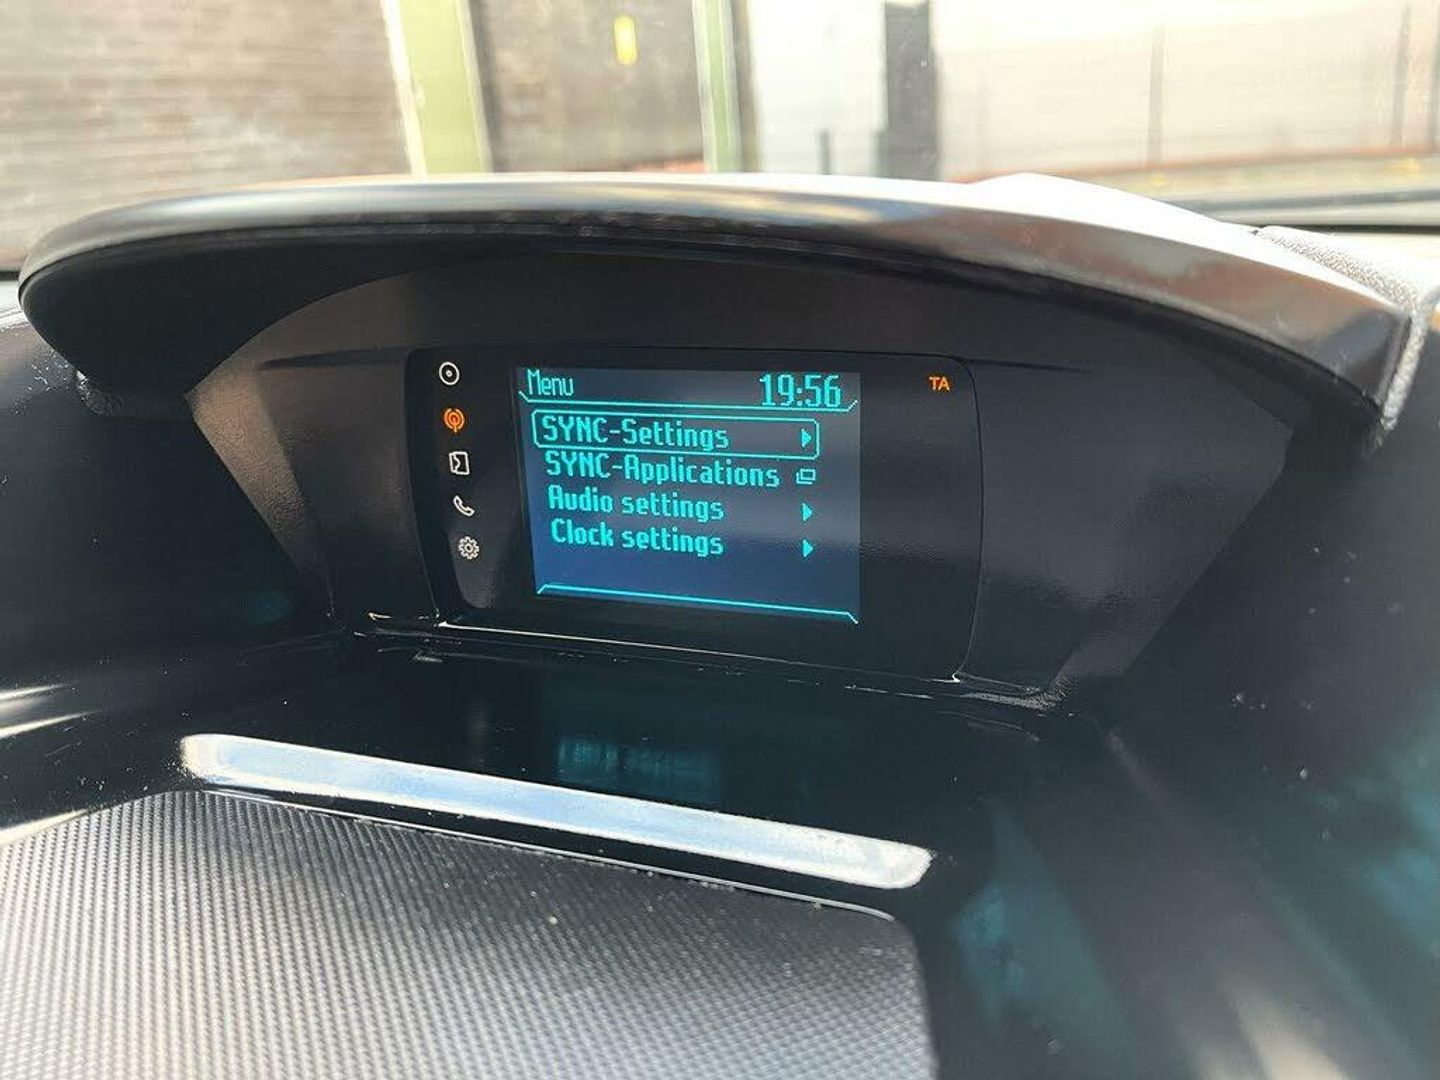 Menu 19:56 TA
SYNC-Settings
SYNC-Applications
Audio settings
Clock settings